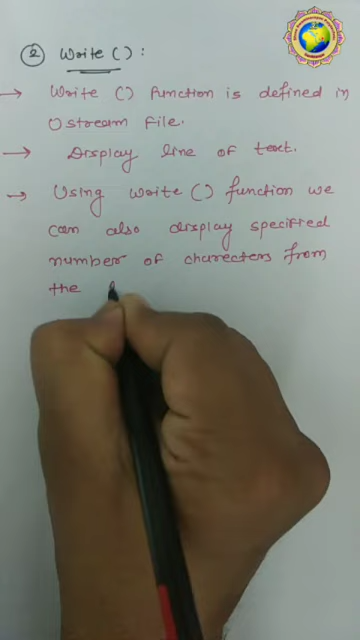 ② Write () :
→ Write () function is defined in
Ostream file.
→ Display line of text.
→ Using write () function we
can also display specified
number of charecters from
the